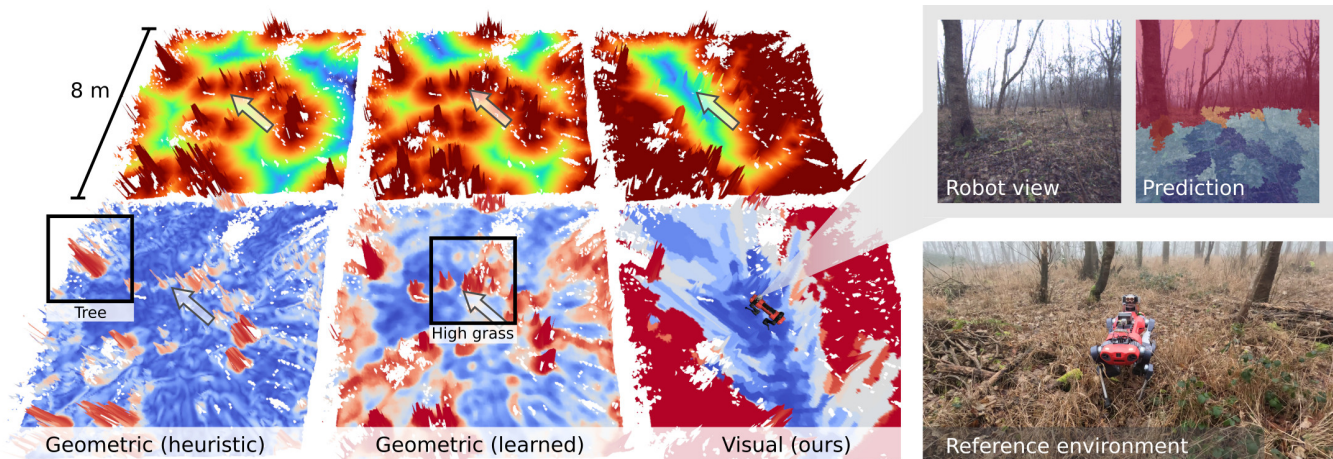 8 m
Tree
High grass
Geometric (heuristic)
Geometric (learned)
Visual (ours)
Robot view
Prediction
Reference environment